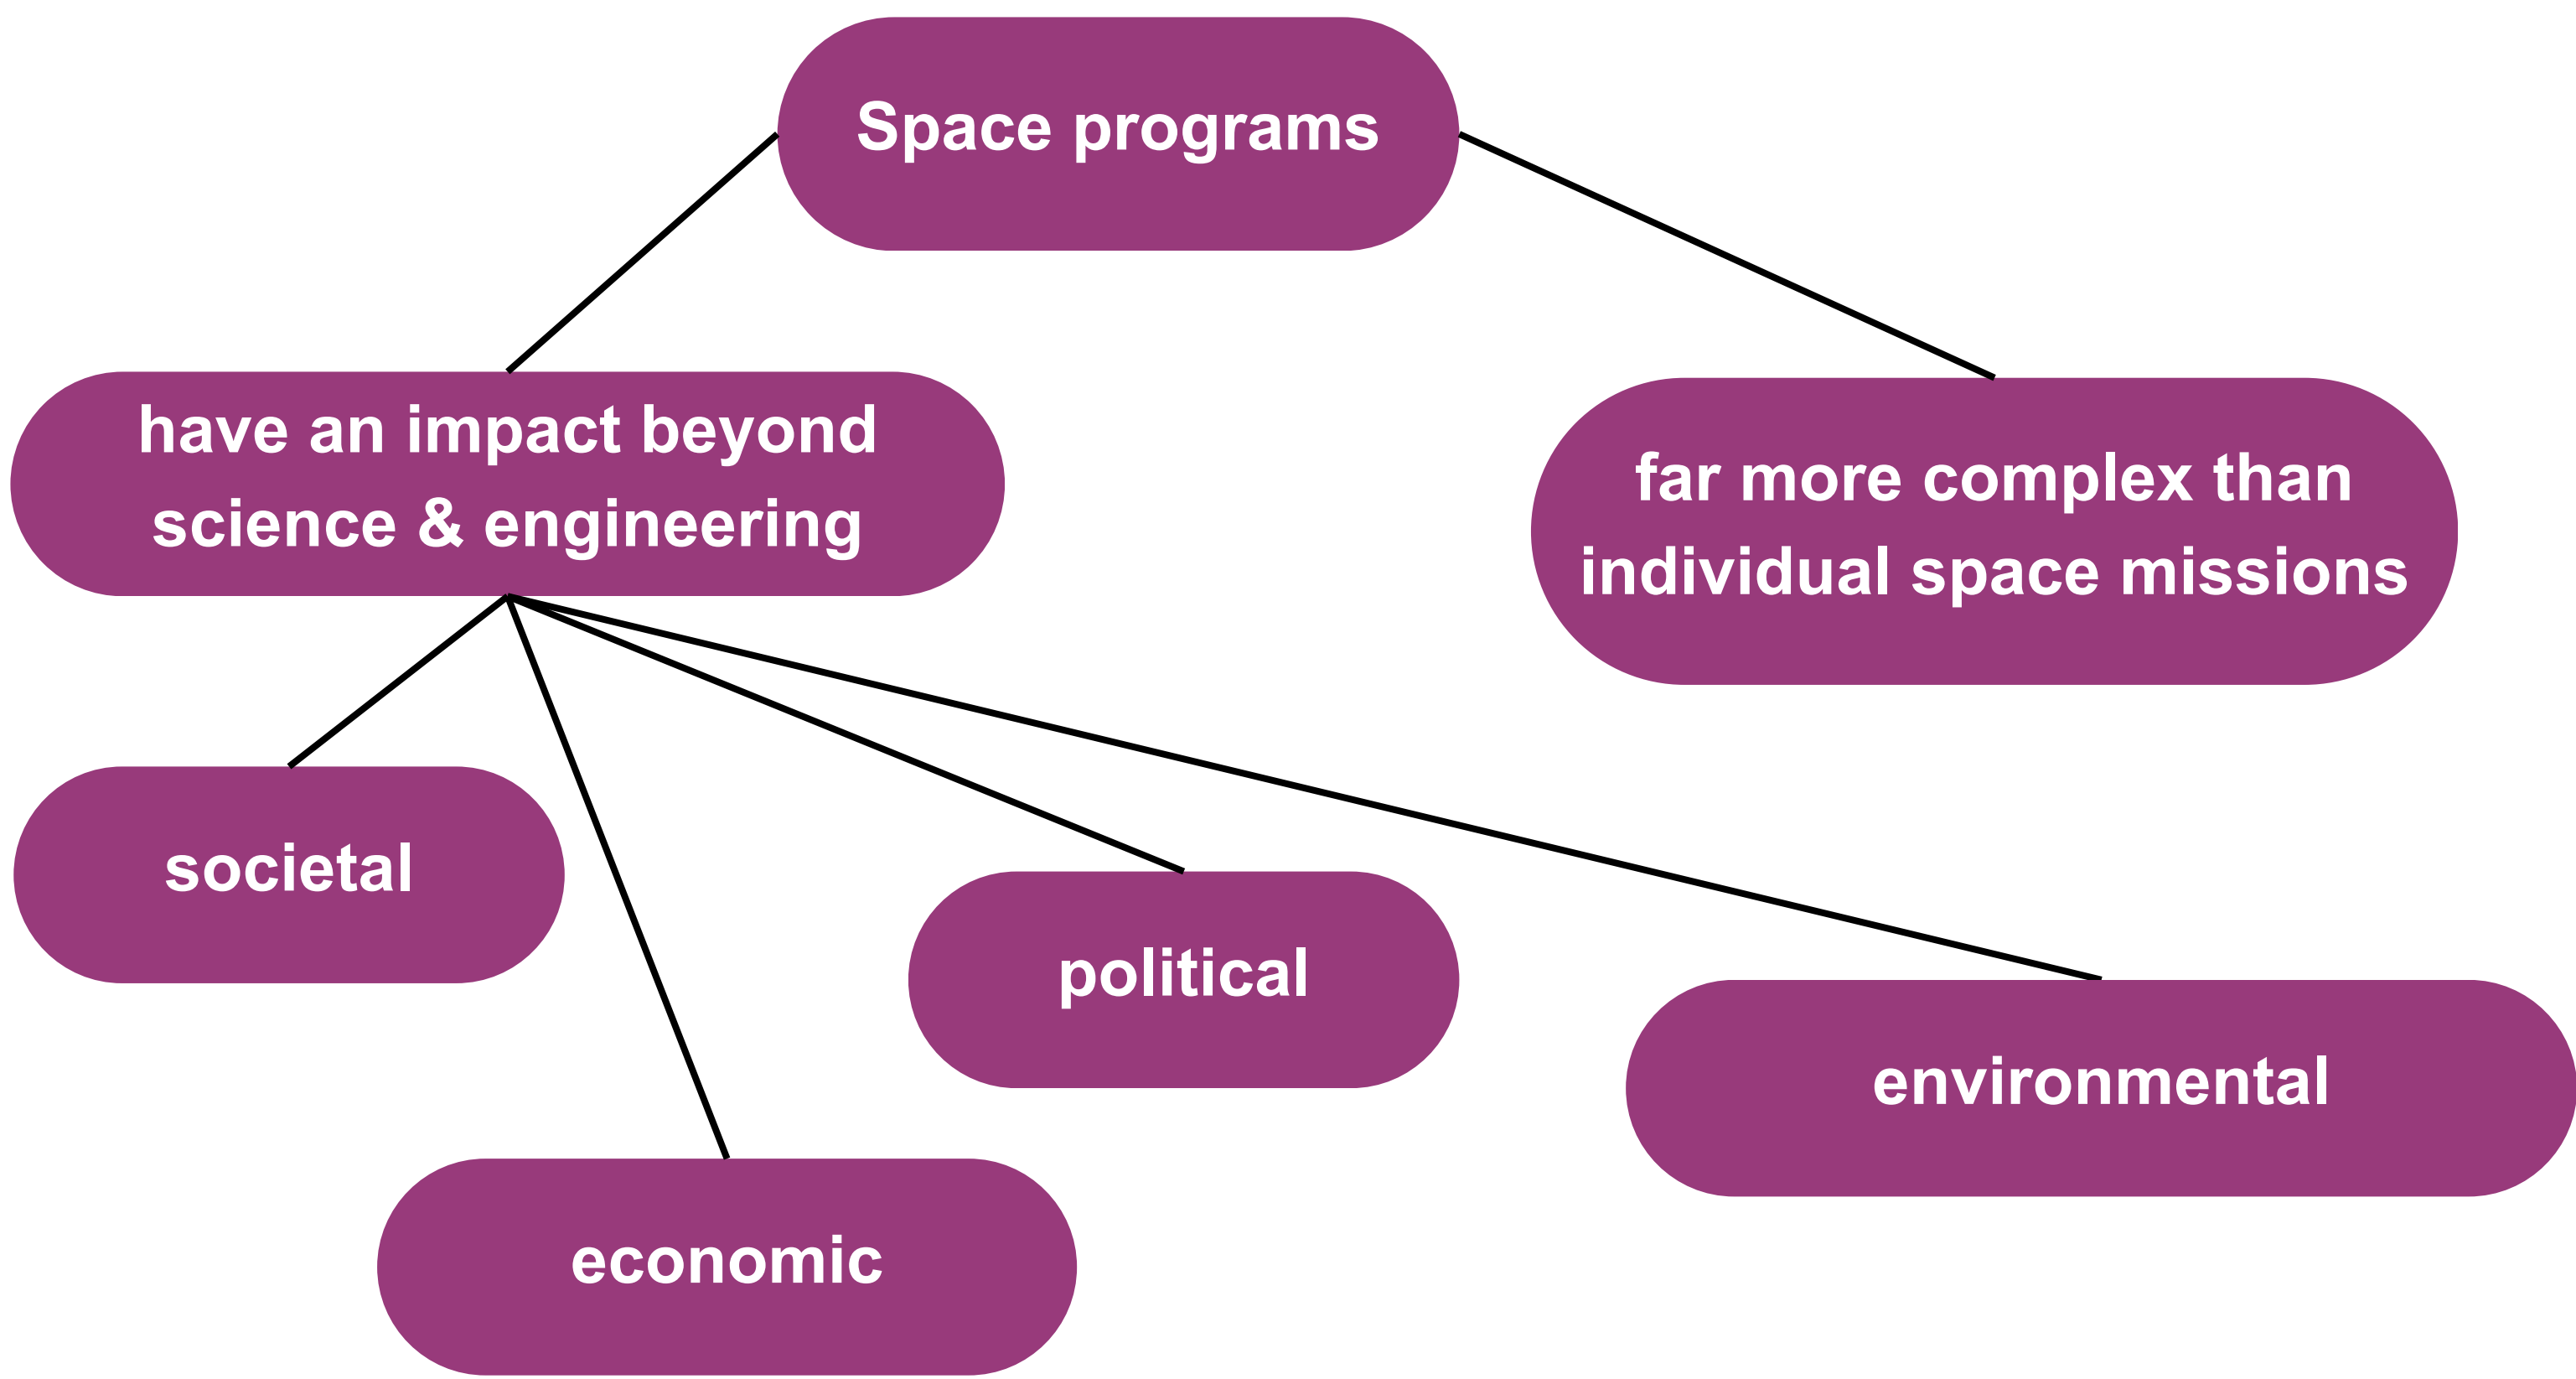 Space programs
have an impact beyond
science & engineering
far more complex than
individual space missions
societal
political
environmental
economic